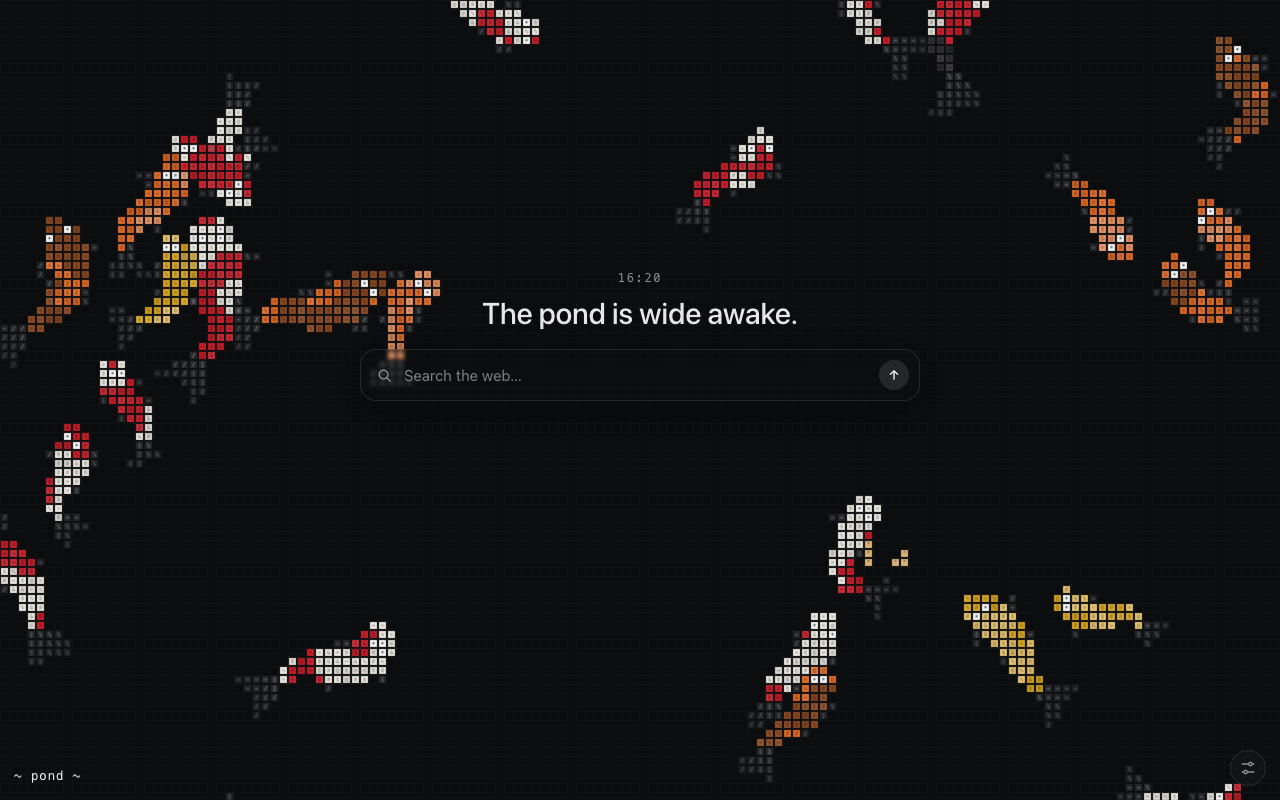 16:20
The pond is wide awake.
Search the web...
~ pond ~